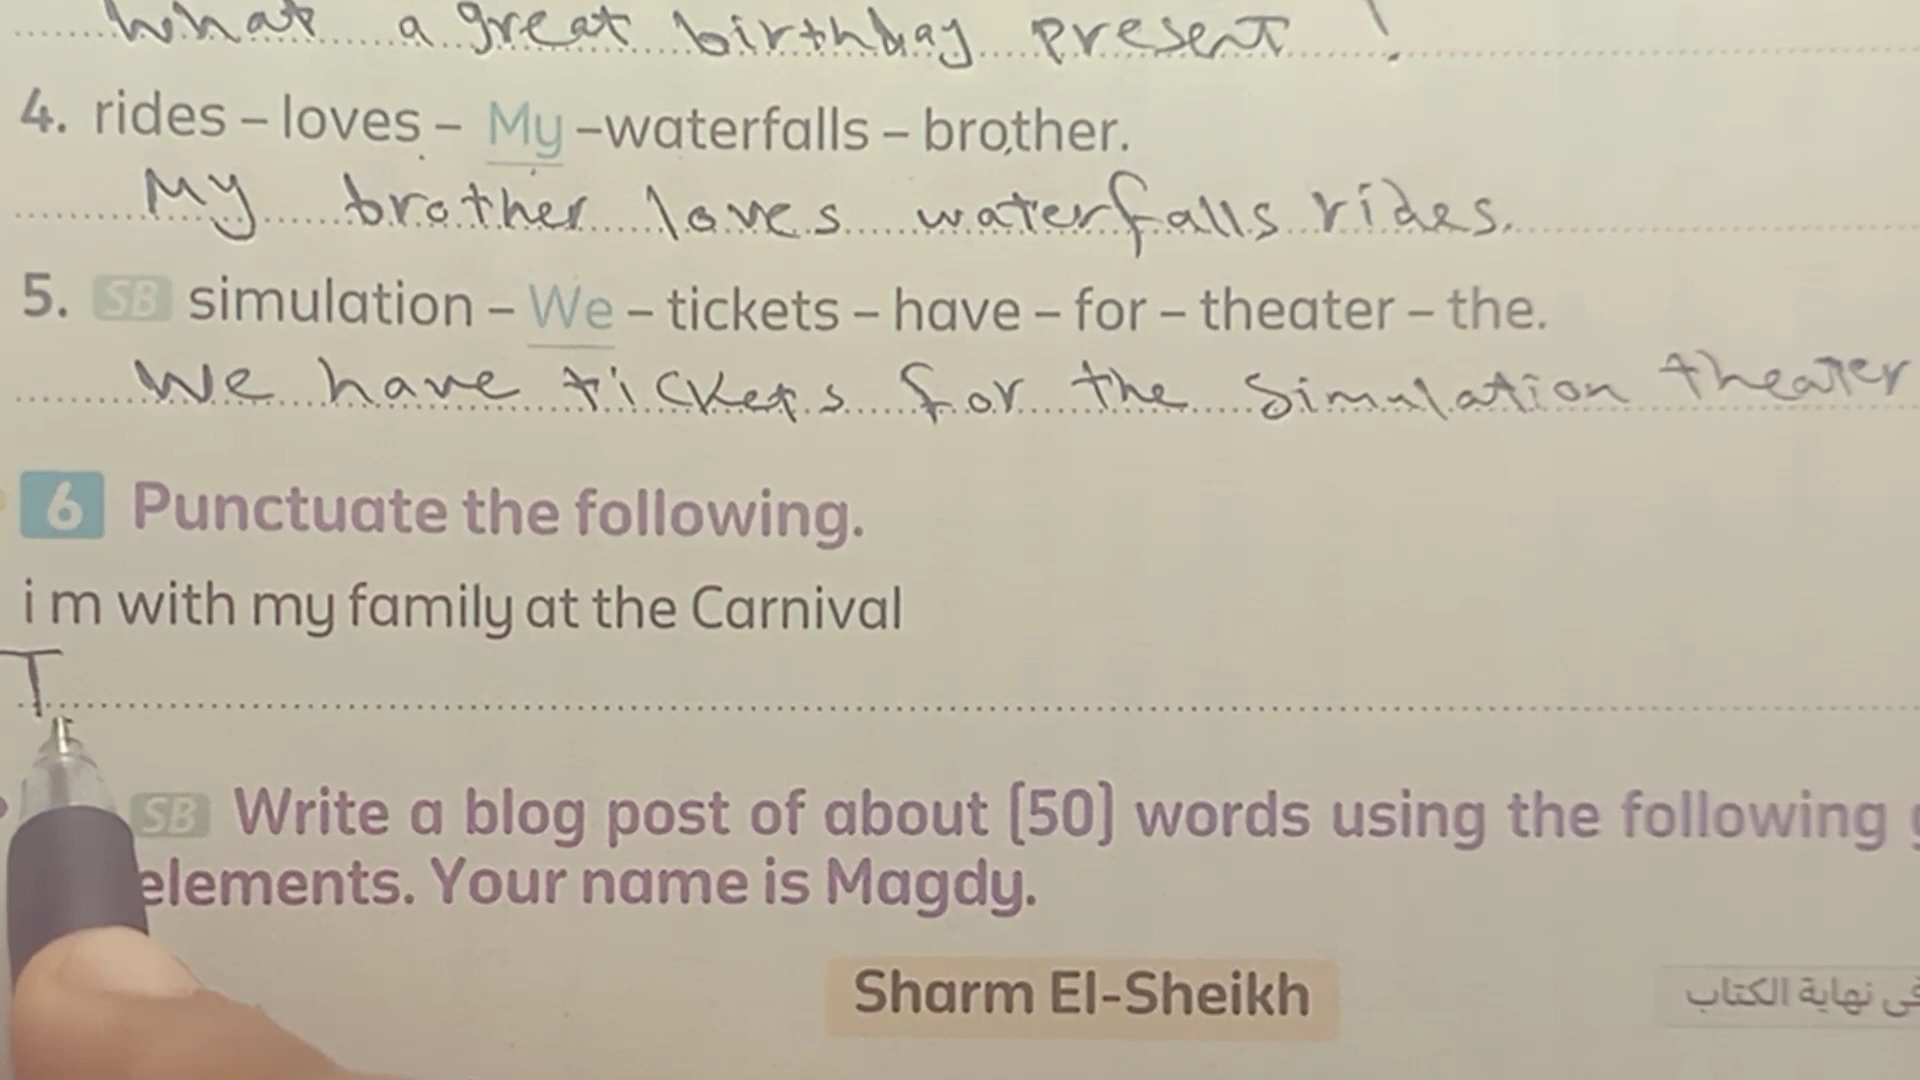 what a great birthday present !
4. rides – loves – My –waterfalls – brother.
My brother loves waterfalls rides.
5. SB simulation – We – tickets – have – for – theater – the.
We have tickets for the simulation theater
6 Punctuate the following.
i m with my family at the Carnival
SB Write a blog post of about (50) words using the following
elements. Your name is Magdy.
Sharm El-Sheikh
فى نهاية الكتاب